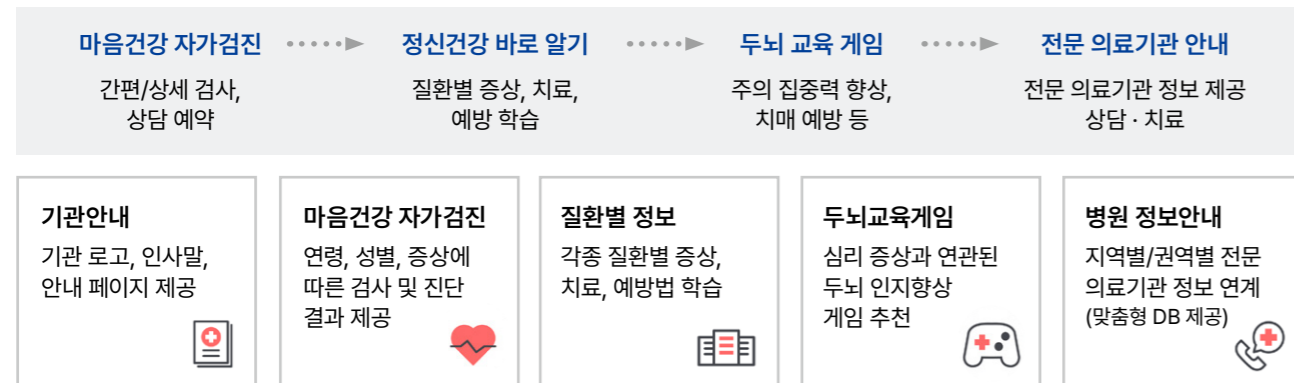 마음건강 자가검진
정신건강 바로 알기
두뇌 교육 게임
전문 의료기관 안내
간편/상세 검사,
상담 예약
질환별 증상, 치료,
예방 학습
주의 집중력 향상,
치매 예방 등
전문 의료기관 정보 제공
상담 · 치료
기관안내
기관 로고, 인사말,
안내 페이지 제공
마음건강 자가검진
연령, 성별, 증상에
따른 검사 및 진단
결과 제공
질환별 정보
각종 질환별 증상,
치료, 예방법 학습
두뇌교육게임
심리 증상과 연관된
두뇌 인지향상
게임 추천
병원 정보안내
지역별/권역별 전문
의료기관 정보 연계
(맞춤형 DB 제공)